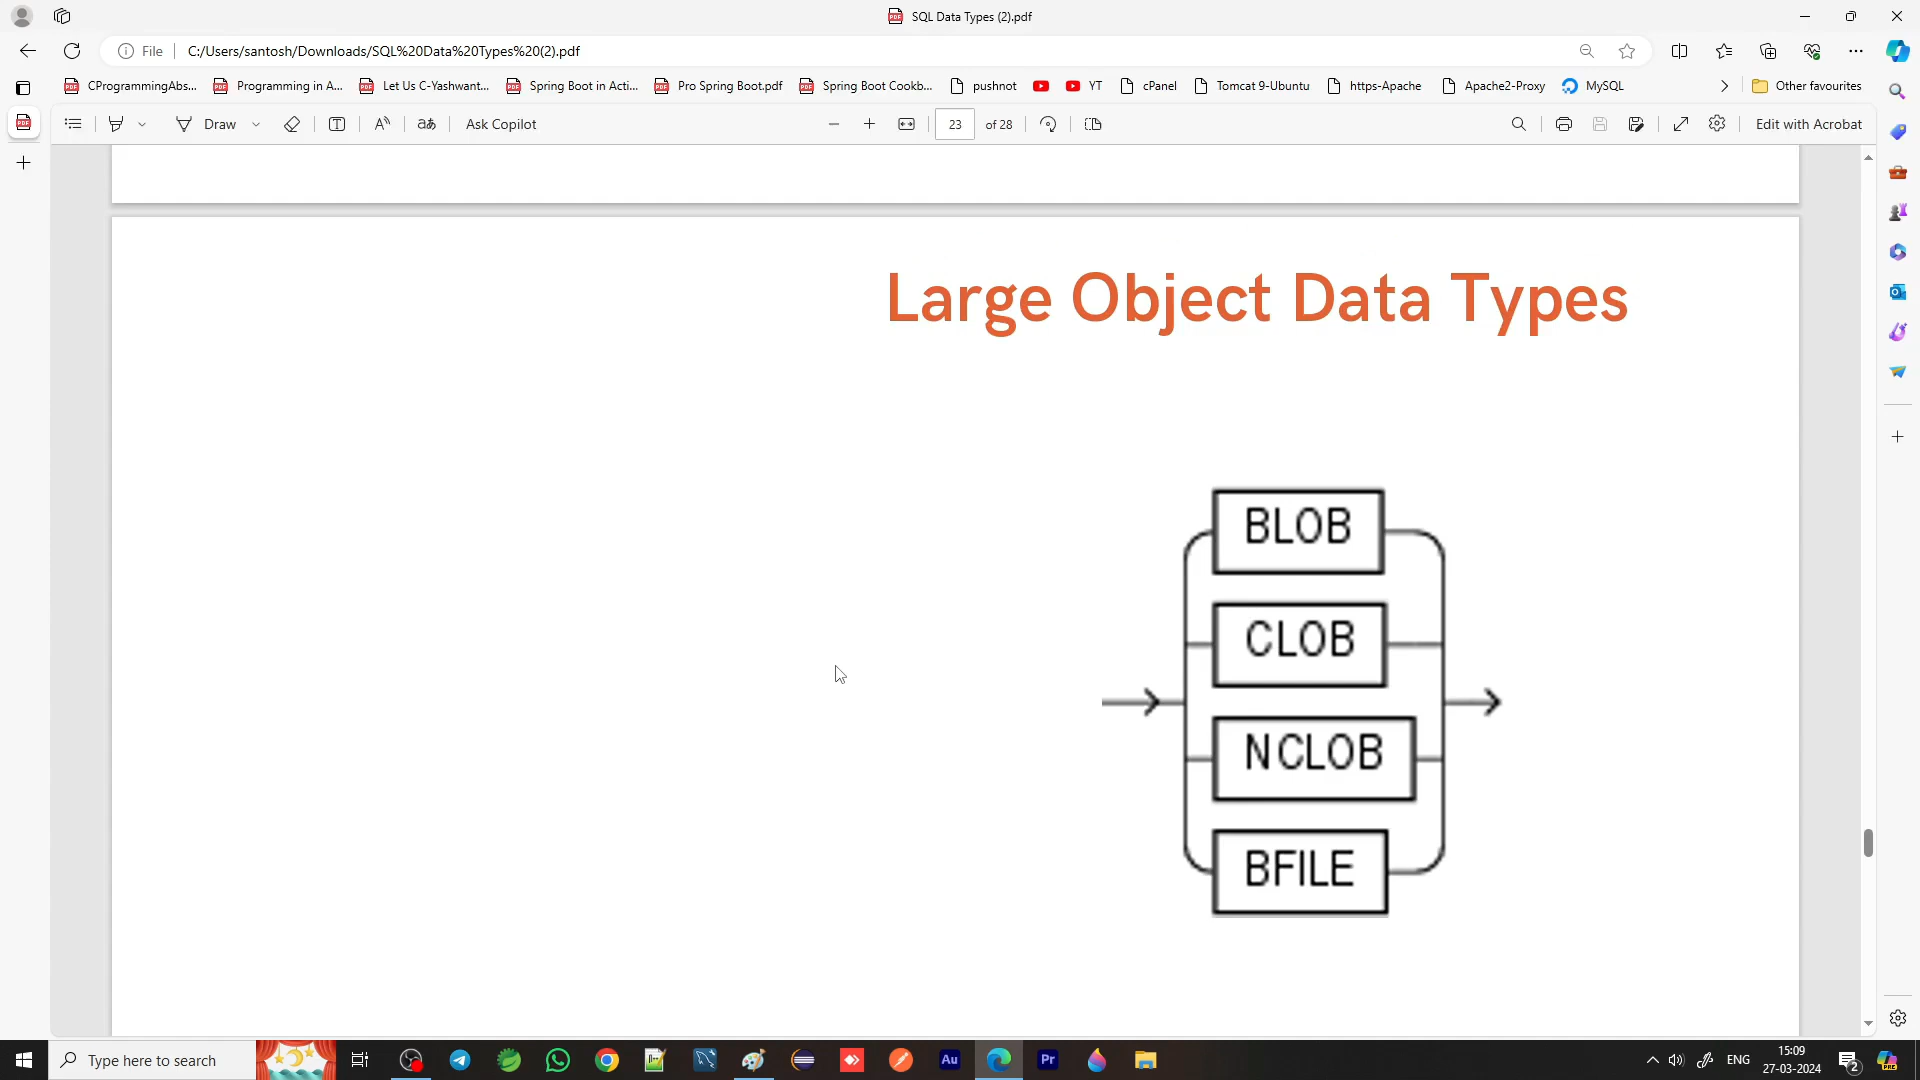 SQL Data Types (2).pdf
File
C:/Users/santosh/Downloads/SQL%20Data%20Types%20(2).pdf
CProgrammingAbs...
Programming in A...
Let Us C-Yashwant...
Spring Boot in Acti...
Pro Spring Boot.pdf
Spring Boot Cookb...
pushnot
YT
cPanel
Tomcat 9-Ubuntu
https-Apache
Apache2-Proxy
MySQL
Other favourites
Draw
Ask Copilot
23
of 28
Edit with Acrobat
Large Object Data Types
BLOB
CLOB
NCLOB
BFILE
Type here to search
Au
Pr
ENG
15:09
27-03-2024
2